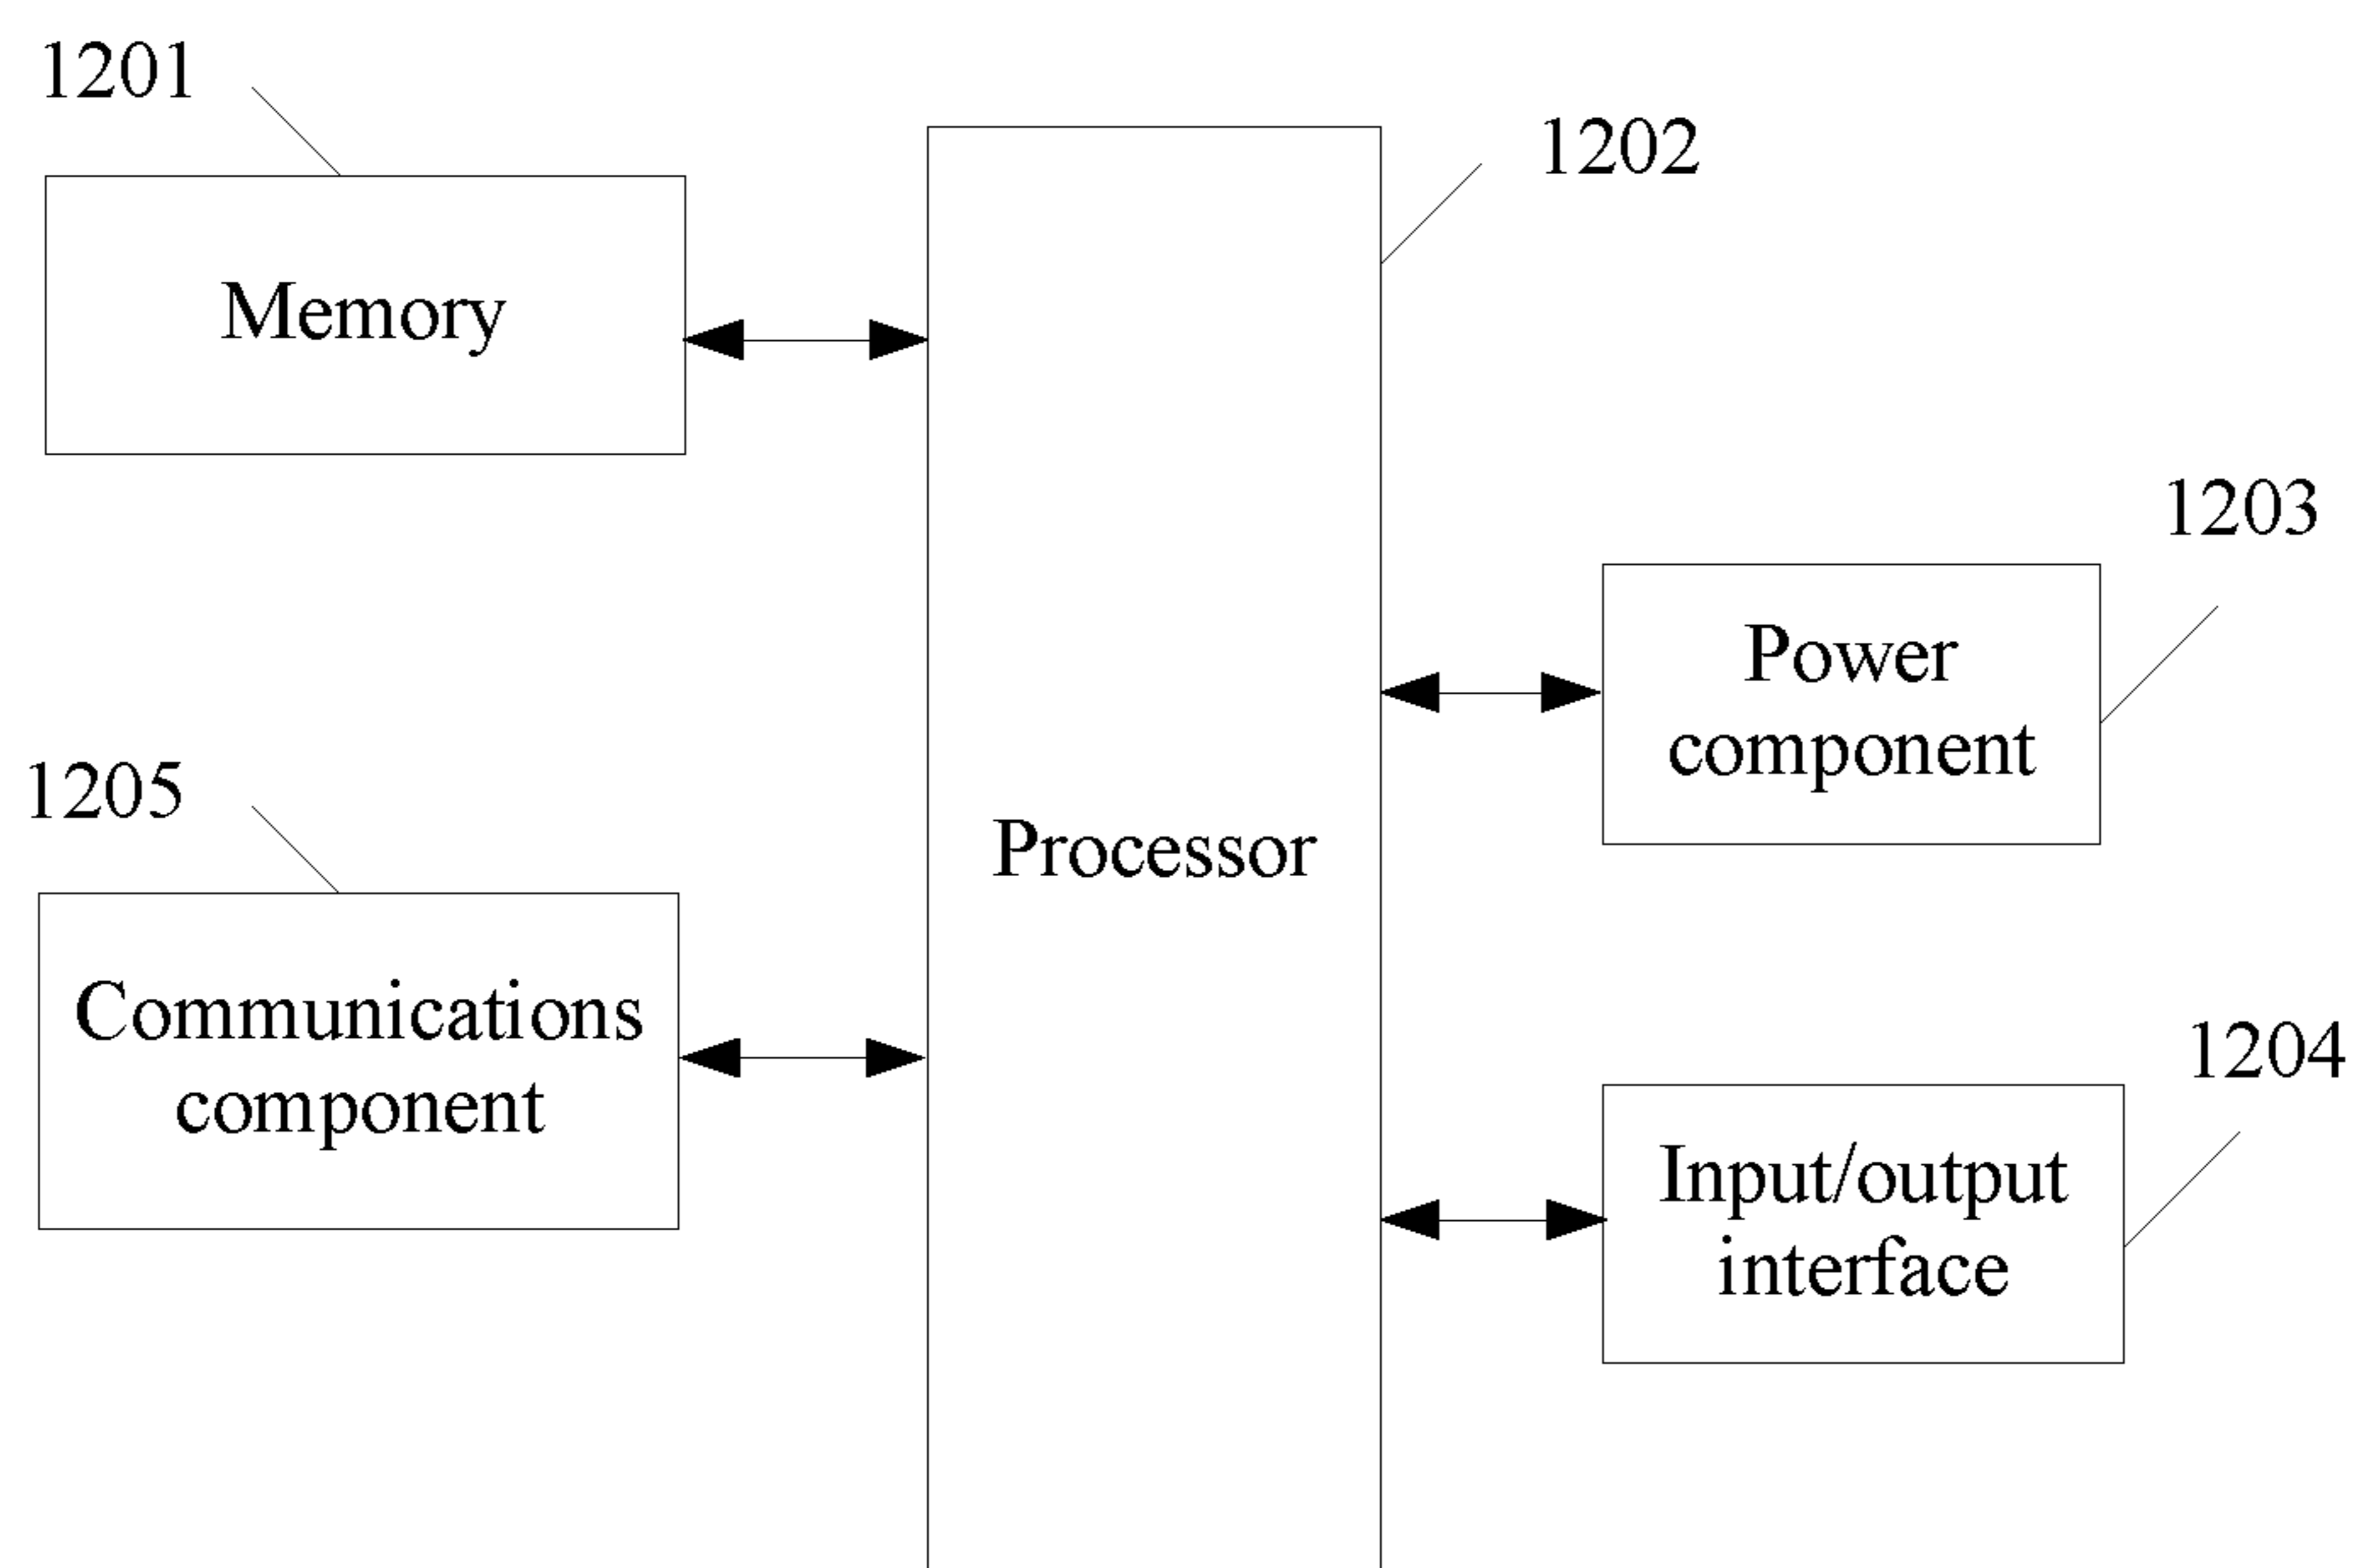 1201
1202
Memory
1203
Power
component
1205
Processor
Communications
component
1204
Input/output
interface